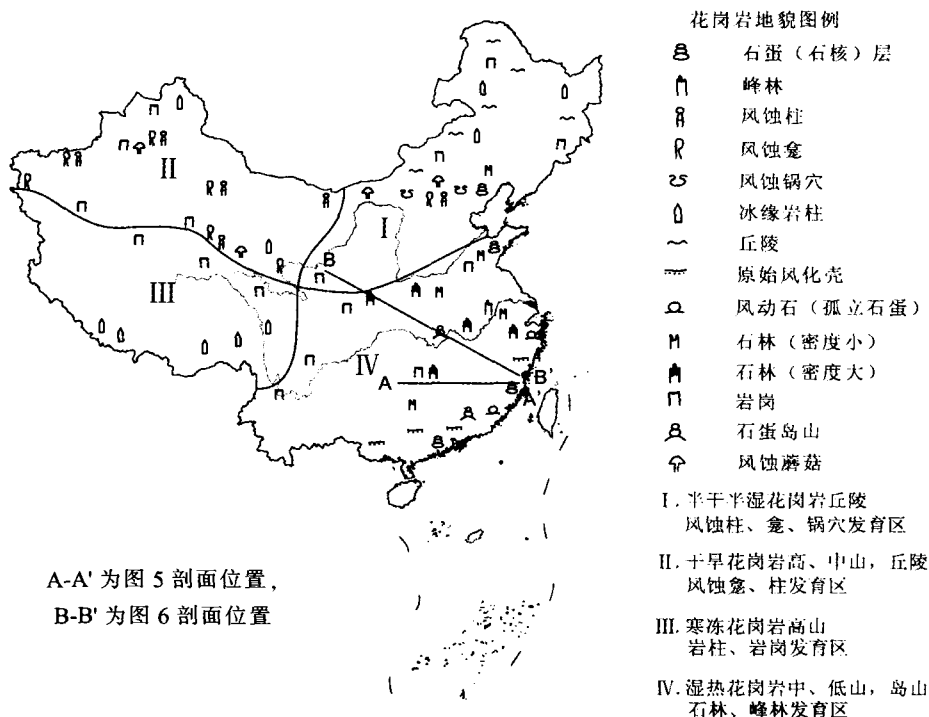 花岗岩地貌图例
石蛋（石核）层
峰林
风蚀柱
风蚀龛
风蚀锅穴
冰缘岩柱
丘陵
原始风化壳
风动石（孤立石蛋）
石林（密度小）
石林（密度大）
岩岗
石蛋岛山
风蚀蘑菇
I. 半干半湿花岗岩丘陵
风蚀柱、龛、锅穴发育区
II. 干旱花岗岩高、中山，丘陵
风蚀龛、柱发育区
III. 寒冻花岗岩高山
岩柱、岩岗发育区
IV. 湿热花岗岩中、低山，岛山
石林、峰林发育区
II
I
B
III
IV
A
B'
A'
A-A' 为图 5 剖面位置，
B-B' 为图 6 剖面位置